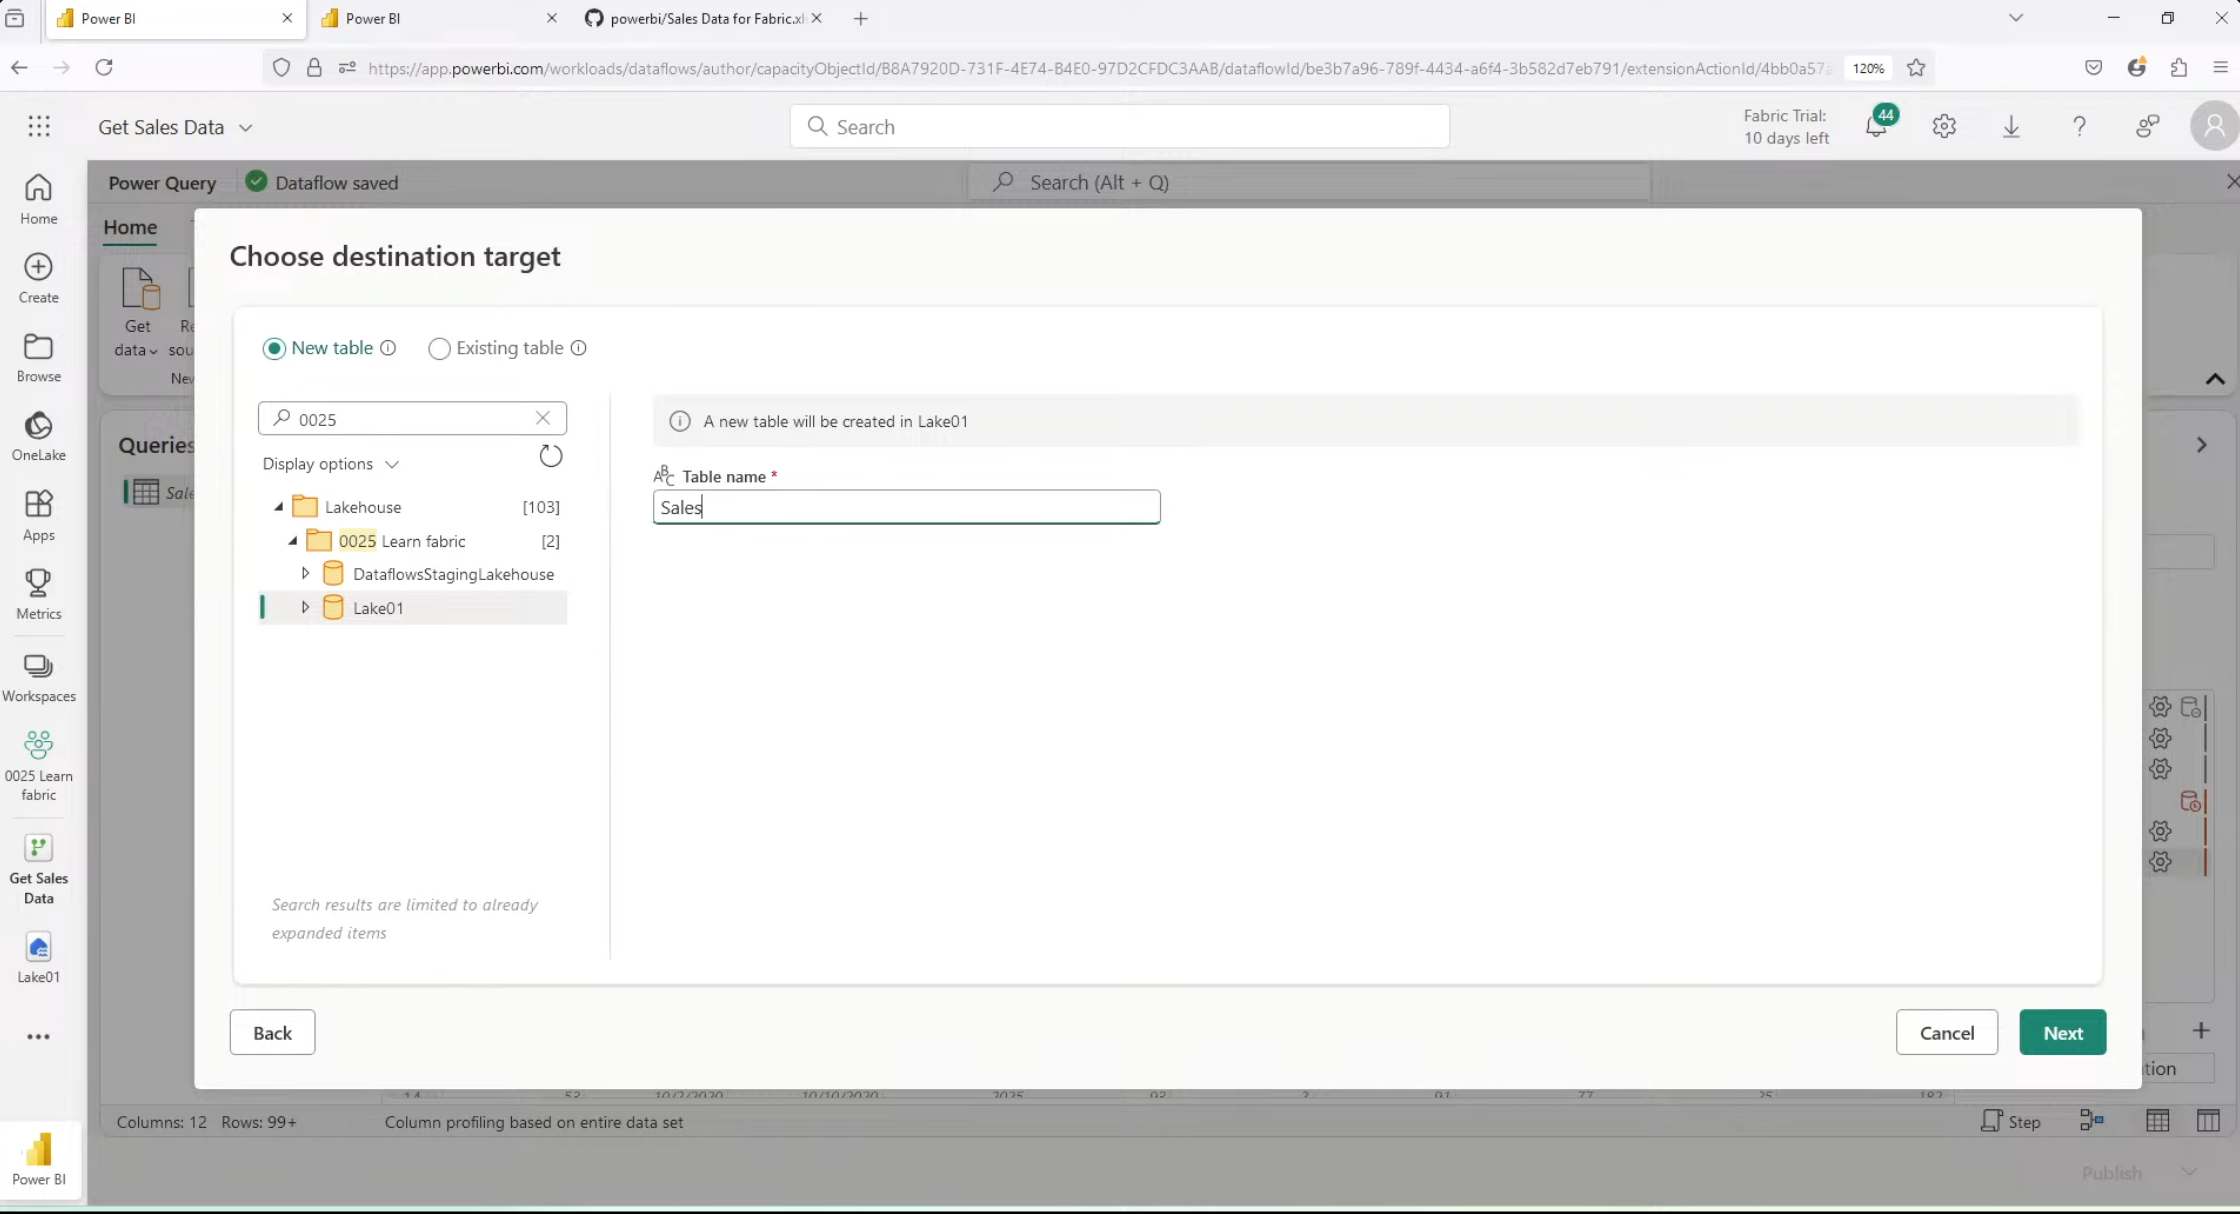 Power BI
Power BI
powerbi/Sales Data for Fabric.xl
https://app.powerbi.com/workloads/dataflows/author/capacityObjectId/B8A7920D-731F-4E74-B4E0-97D2CFDC3AAB/dataflowId/be3b7a96-789f-4434-a6f4-3b582d7eb791/extensionActionId/4bb0a57a
120%
Get Sales Data
Search
Fabric Trial:
10 days left
44
Power Query
Dataflow saved
Search (Alt + Q)
Home
Home
Create
Browse
OneLake
Apps
Metrics
Workspaces
0025 Learn
fabric
Get Sales
Data
Lake01
Power BI
Get
data
sou
Queries
Sale
Choose destination target
New table
Existing table
0025
Display options
Lakehouse [103]
0025 Learn fabric [2]
DataflowsStagingLakehouse
Lake01
Search results are limited to already
expanded items
A new table will be created in Lake01
ABC Table name *
Sales
Back
Cancel
Next
tion
Columns: 12 Rows: 99+
Column profiling based on entire data set
Step
Publish